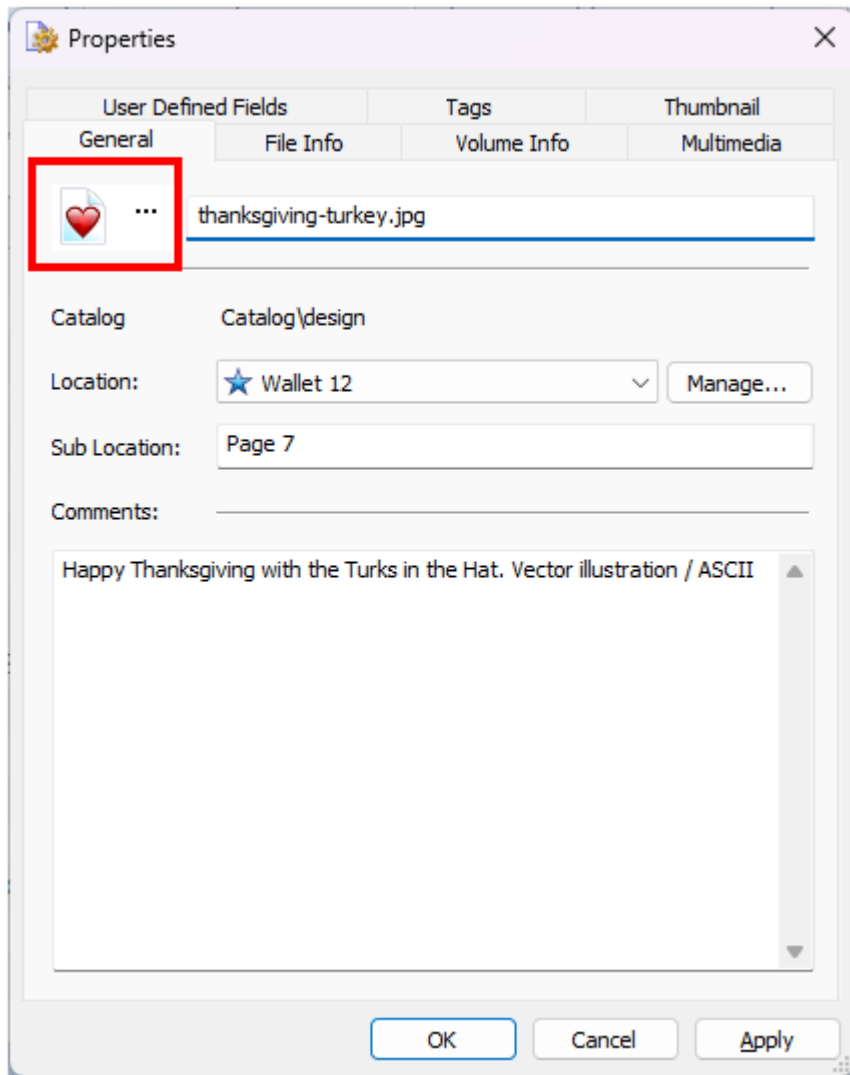 Properties
User Defined Fields Tags Thumbnail
General File Info Volume Info Multimedia
... thanksgiving-turkey.jpg
Catalog Catalog\design
Location: Wallet 12 Manage...
Sub Location: Page 7
Comments:
Happy Thanksgiving with the Turks in the Hat. Vector illustration / ASCII
OK Cancel Apply